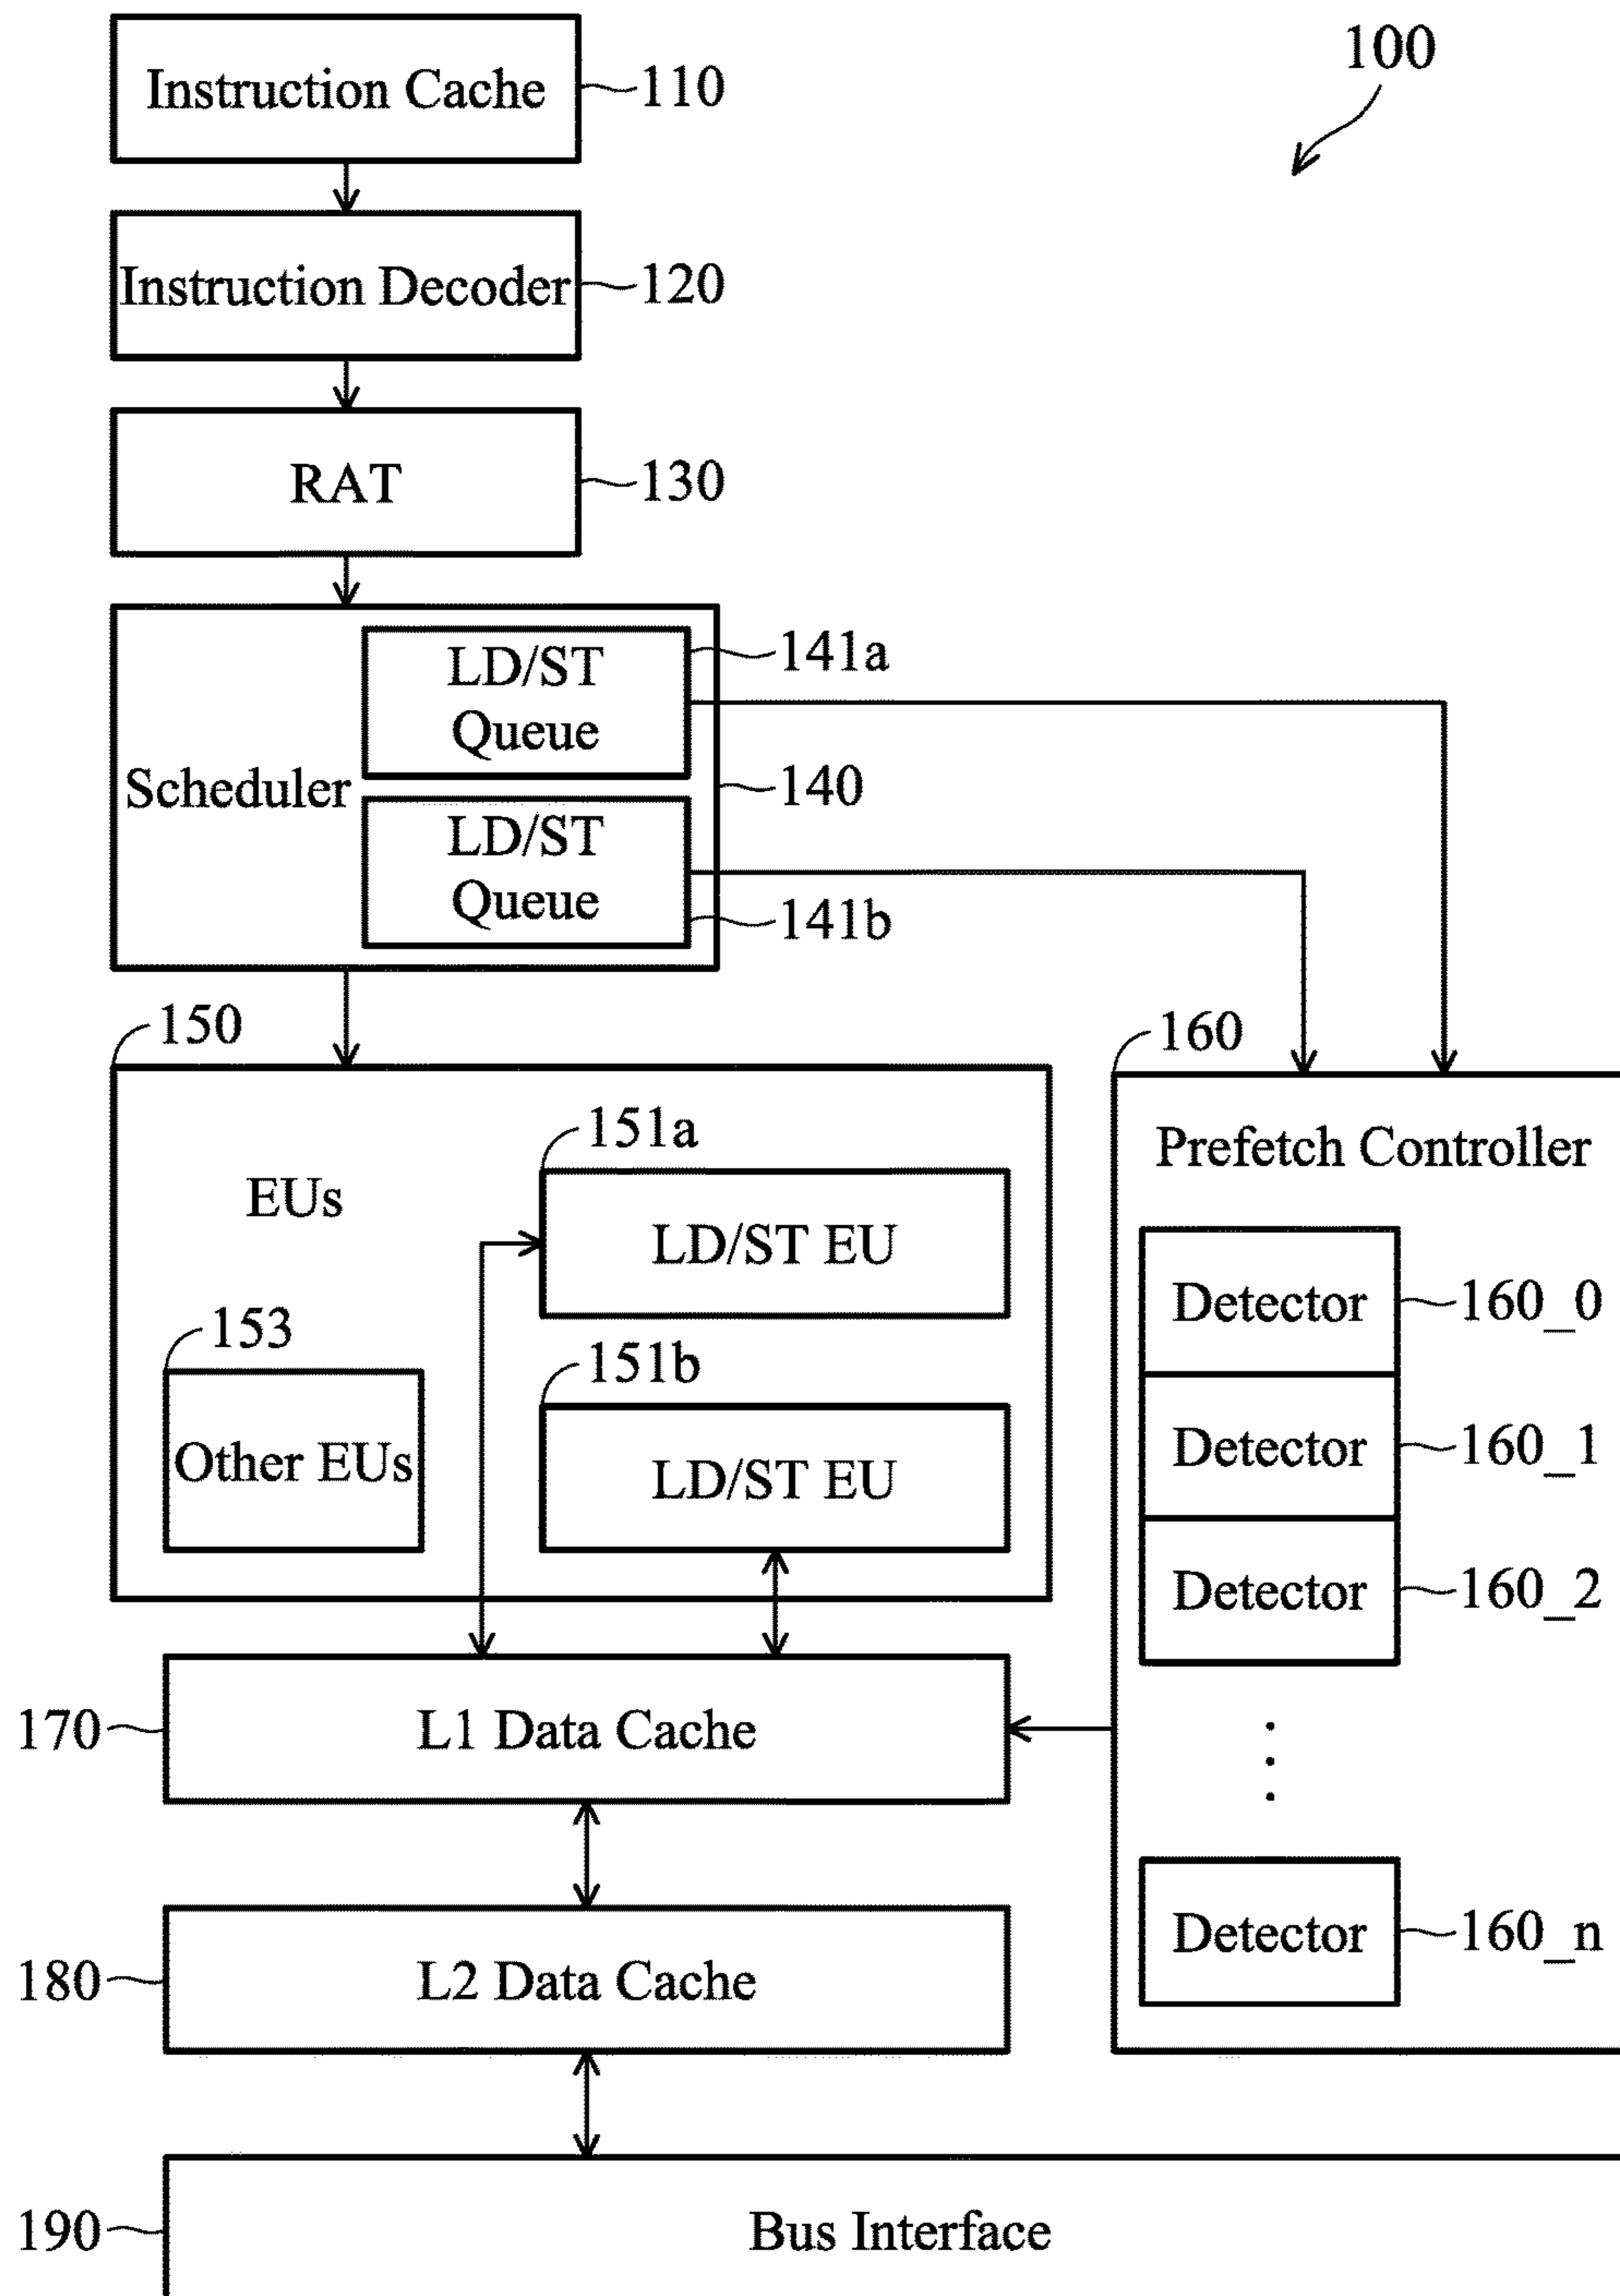 100
Instruction Cache
110
Instruction Decoder
120
RAT
130
Scheduler
140
LD/ST
Queue
141a
LD/ST
Queue
141b
150
EUs
151a
LD/ST EU
151b
LD/ST EU
153
Other EUs
160
Prefetch Controller
Detector
160_0
Detector
160_1
Detector
160_2
Detector
160_n
170
L1 Data Cache
180
L2 Data Cache
190
Bus Interface